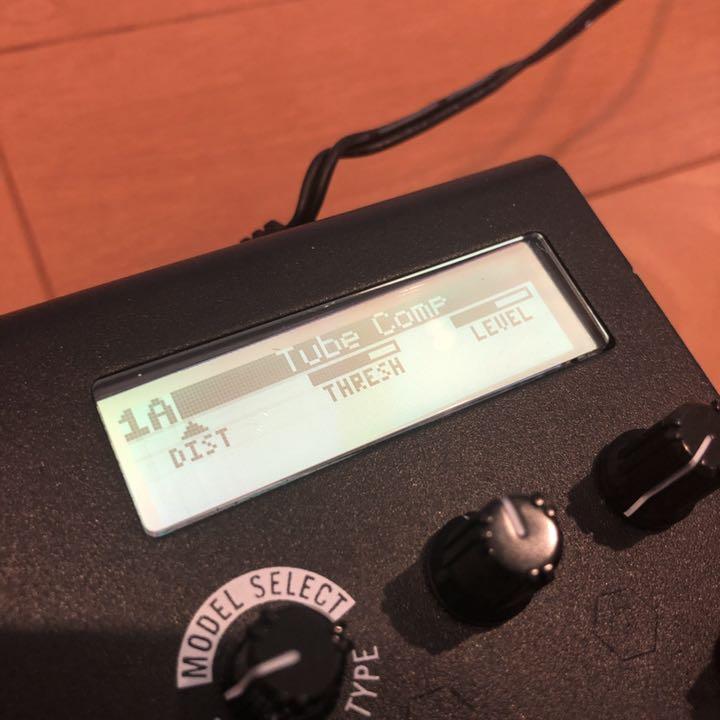 Tube Comp
1A
DIST
THRESH
LEVEL
MODEL SELECT
TYPE